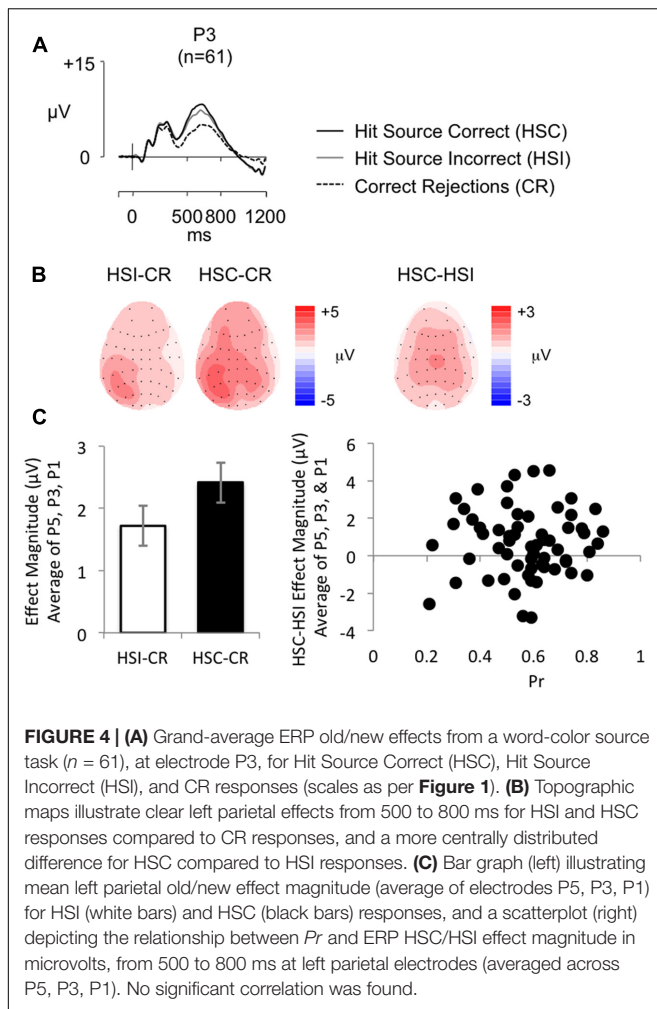 A
P3
(n=61)
+15
µV
0
0
500 800
1200
ms
Hit Source Correct (HSC)
Hit Source Incorrect (HSI)
Correct Rejections (CR)
B
HSI-CR
HSC-CR
HSC-HSI
+5
µV
-5
+3
µV
-3
C
Effect Magnitude (µV)
Average of P5, P3, P1
3
2
1
0
HSI-CR
HSC-CR
HSC-HSI Effect Magnitude (µV)
Average of P5, P3, & P1
6
4
2
0
-2
-4
0
0.2
0.4
0.6
0.8
1
Pr
FIGURE 4 | (A) Grand-average ERP old/new effects from a word-color source
task (n = 61), at electrode P3, for Hit Source Correct (HSC), Hit Source
Incorrect (HSI), and CR responses (scales as per Figure 1). (B) Topographic
maps illustrate clear left parietal effects from 500 to 800 ms for HSI and HSC
responses compared to CR responses, and a more centrally distributed
difference for HSC compared to HSI responses. (C) Bar graph (left) illustrating
mean left parietal old/new effect magnitude (average of electrodes P5, P3, P1)
for HSI (white bars) and HSC (black bars) responses, and a scatterplot (right)
depicting the relationship between Pr and ERP HSC/HSI effect magnitude in
microvolts, from 500 to 800 ms at left parietal electrodes (averaged across
P5, P3, P1). No significant correlation was found.